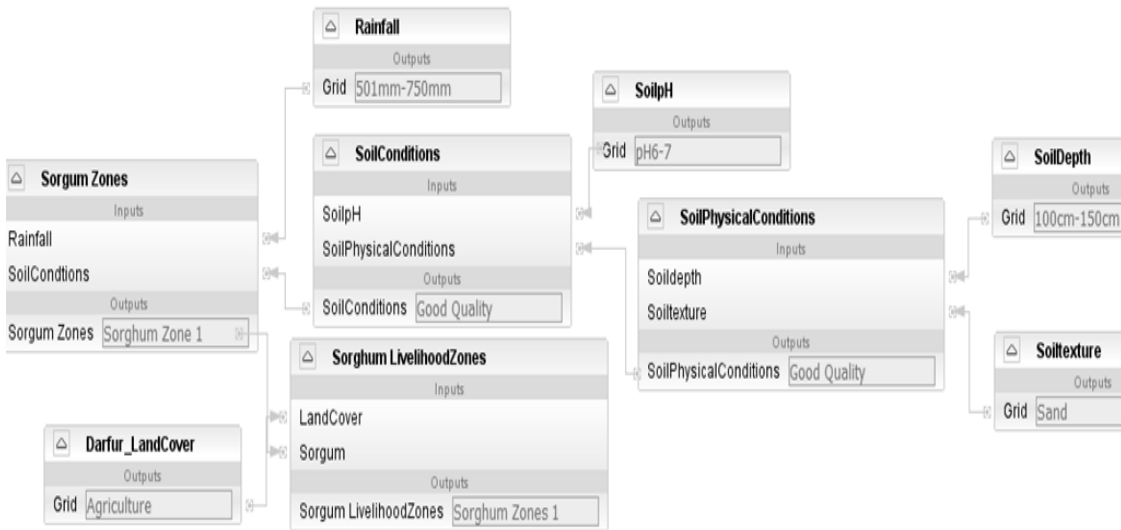 Rainfall
Outputs
Grid 501mm-750mm
SoilpH
Outputs
Grid pH6-7
SoilConditions
Inputs
SoilpH
SoilPhysicalConditions
Outputs
SoilConditions Good Quality
SoilDepth
Outputs
Grid 100cm-150cm
Sorgum Zones
Inputs
Rainfall
SoilCondtions
Outputs
Sorgum Zones Sorghum Zone 1
SoilPhysicalConditions
Inputs
Soildepth
Soiltexture
Outputs
SoilPhysicalConditions Good Quality
Soiltexture
Outputs
Grid Sand
Sorghum LivelihoodZones
Inputs
LandCover
Sorgum
Outputs
Sorgum LivelihoodZones Sorghum Zones 1
Darfur_LandCover
Outputs
Grid Agriculture